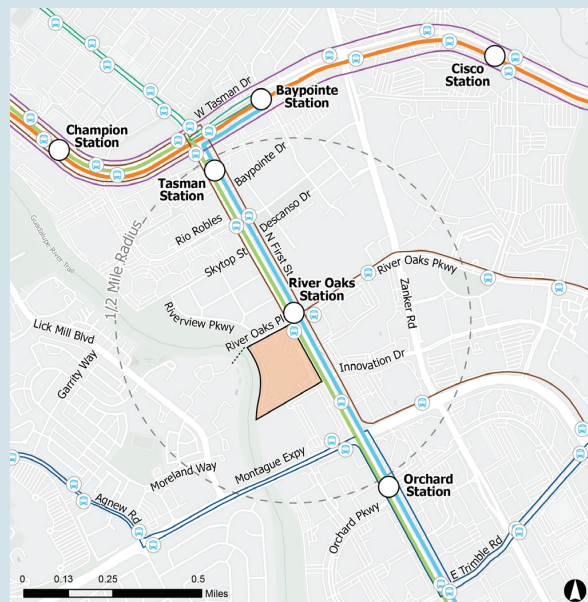 W Tasman Dr
Baypointe
Station
Cisco
Station
Champion
Station
Tasman
Station
Baypointe Dr
Descanso Dr
Rio Robles
N First St
Skytop St
Guadalupe River Trail
1/2 Mile Radius
River Oaks
Station
River Oaks Pkwy
Zanker Rd
Riverview Pkwy
River Oaks Pl
Lick Mill Blvd
Garrity Way
Innovation Dr
Moreland Way
Montague Expy
Agnew Rd
Orchard
Station
Orchard Pkwy
E Trimble Rd
0 0.13 0.25 0.5
Miles